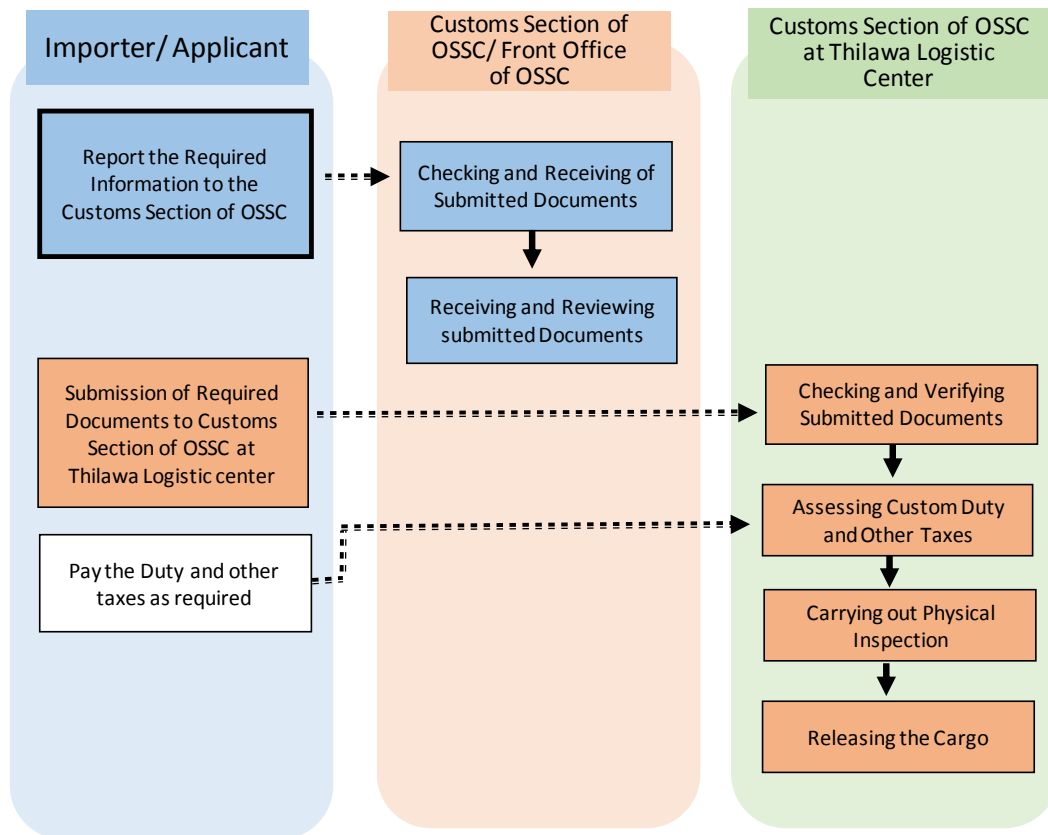 Importer/ Applicant
Customs Section of
OSSC/ Front Office
of OSSC
Customs Section of OSSC
at Thilawa Logistic
Center
Report the Required
Information to the
Customs Section of OSSC
Checking and Receiving of
Submitted Documents
Receiving and Reviewing
submitted Documents
Submission of Required
Documents to Customs
Section of OSSC at
Thilawa Logistic center
Checking and Verifying
Submitted Documents
Assessing Custom Duty
and Other Taxes
Pay the Duty and other
taxes as required
Carrying out Physical
Inspection
Releasing the Cargo